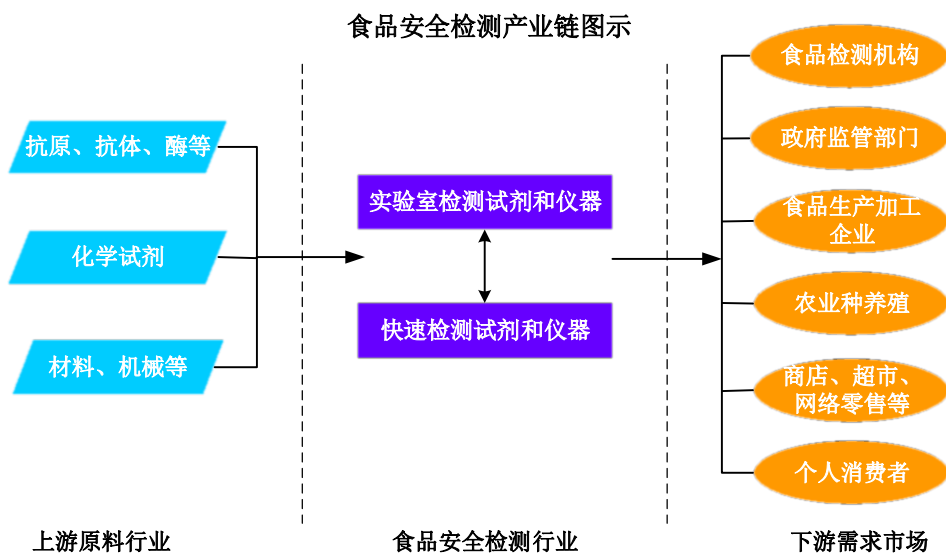 食品安全检测产业链图示
抗原、抗体、酶等
化学试剂
材料、机械等
实验室检测试剂和仪器
快速检测试剂和仪器
食品检测机构
政府监管部门
食品生产加工
企业
农业种养殖
商店、超市、
网络零售等
个人消费者
上游原料行业
食品安全检测行业
下游需求市场